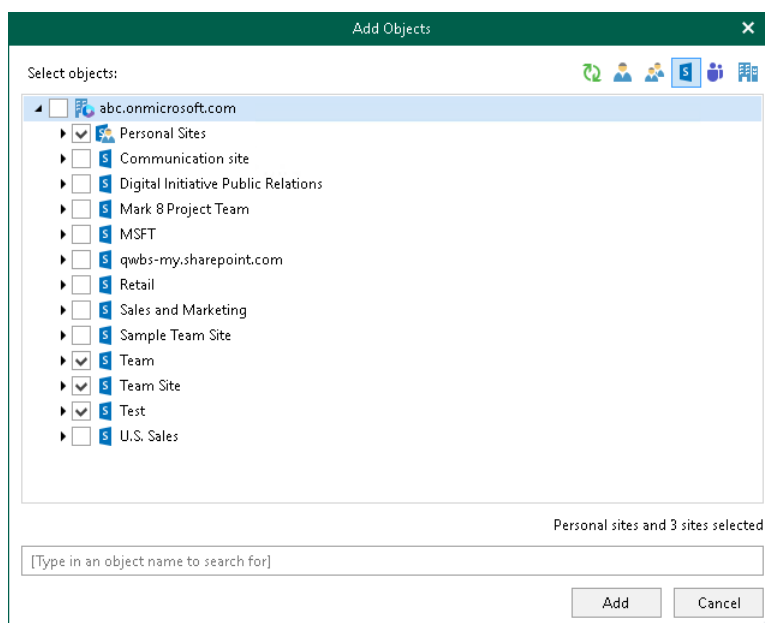 Add Objects
Select objects:
abc.onmicrosoft.com
Personal Sites
Communication site
Digital Initiative Public Relations
Mark 8 Project Team
MSFT
qwbs-my.sharepoint.com
Retail
Sales and Marketing
Sample Team Site
Team
Team Site
Test
U.S. Sales
Personal sites and 3 sites selected
[Type in an object name to search for]
Add Cancel